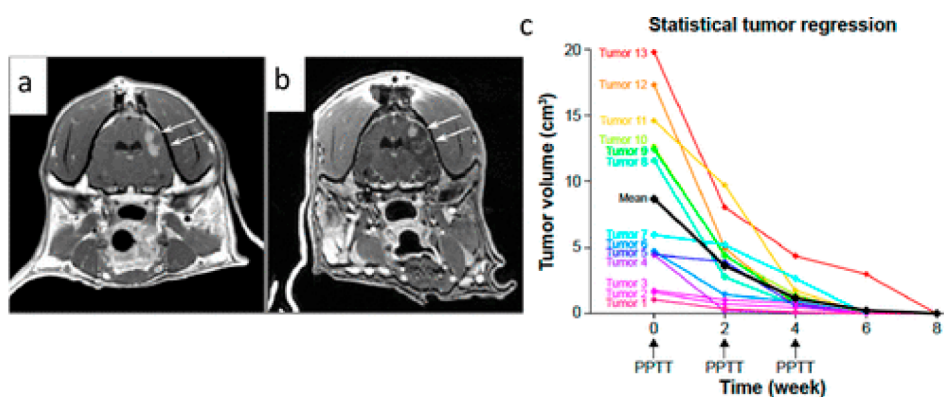 a
b
c
Statistical tumor regression
Tumor volume (cm³)
20
15
10
5
0
Tumor 13
Tumor 12
Tumor 11
Tumor 10
Tumor 9
Tumor 8
Mean
Tumor 7
Tumor 6
Tumor 5
Tumor 4
Tumor 3
Tumor 2
Tumor 1
0 2 4 6 8
PPTT PPTT PPTT
Time (week)